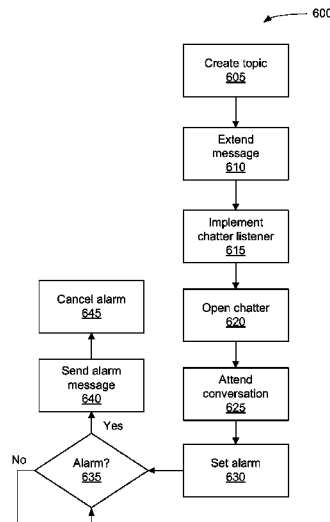 600
Create topic
605
Extend
message
610
Implement
chatter listener
615
Cancel alarm
645
Open chatter
620
Send alarm
message
640
Attend
conversation
625
Yes
No
Alarm?
635
Set alarm
630